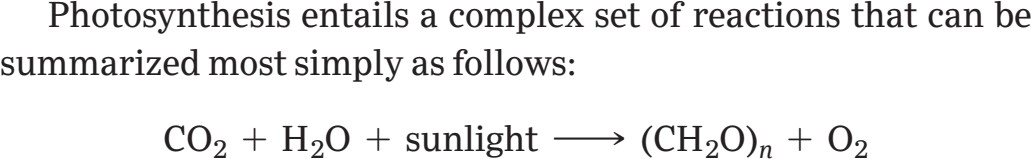 Photosynthesis entails a complex set of reactions that can be
summarized most simply as follows:
CO₂ + H₂O + sunlight ⟶ (CH₂O)ₙ + O₂